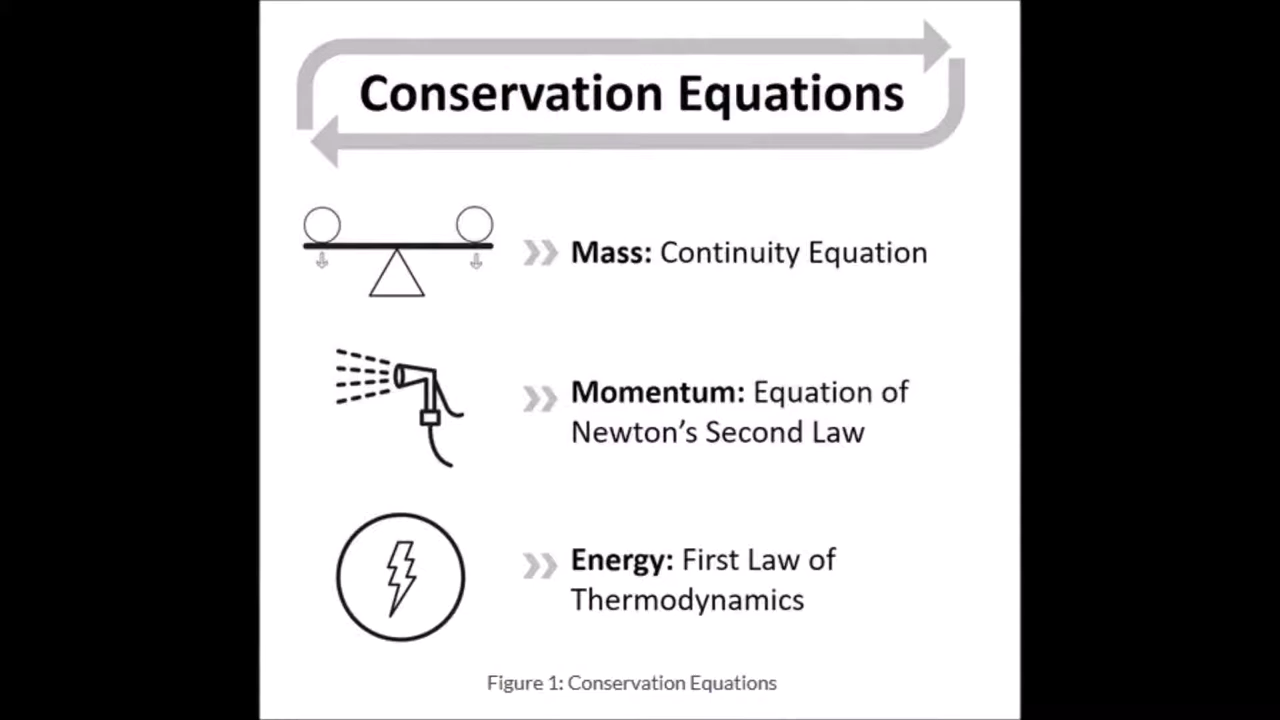 Conservation Equations
Mass: Continuity Equation
Momentum: Equation of
Newton’s Second Law
Energy: First Law of
Thermodynamics
Figure 1: Conservation Equations